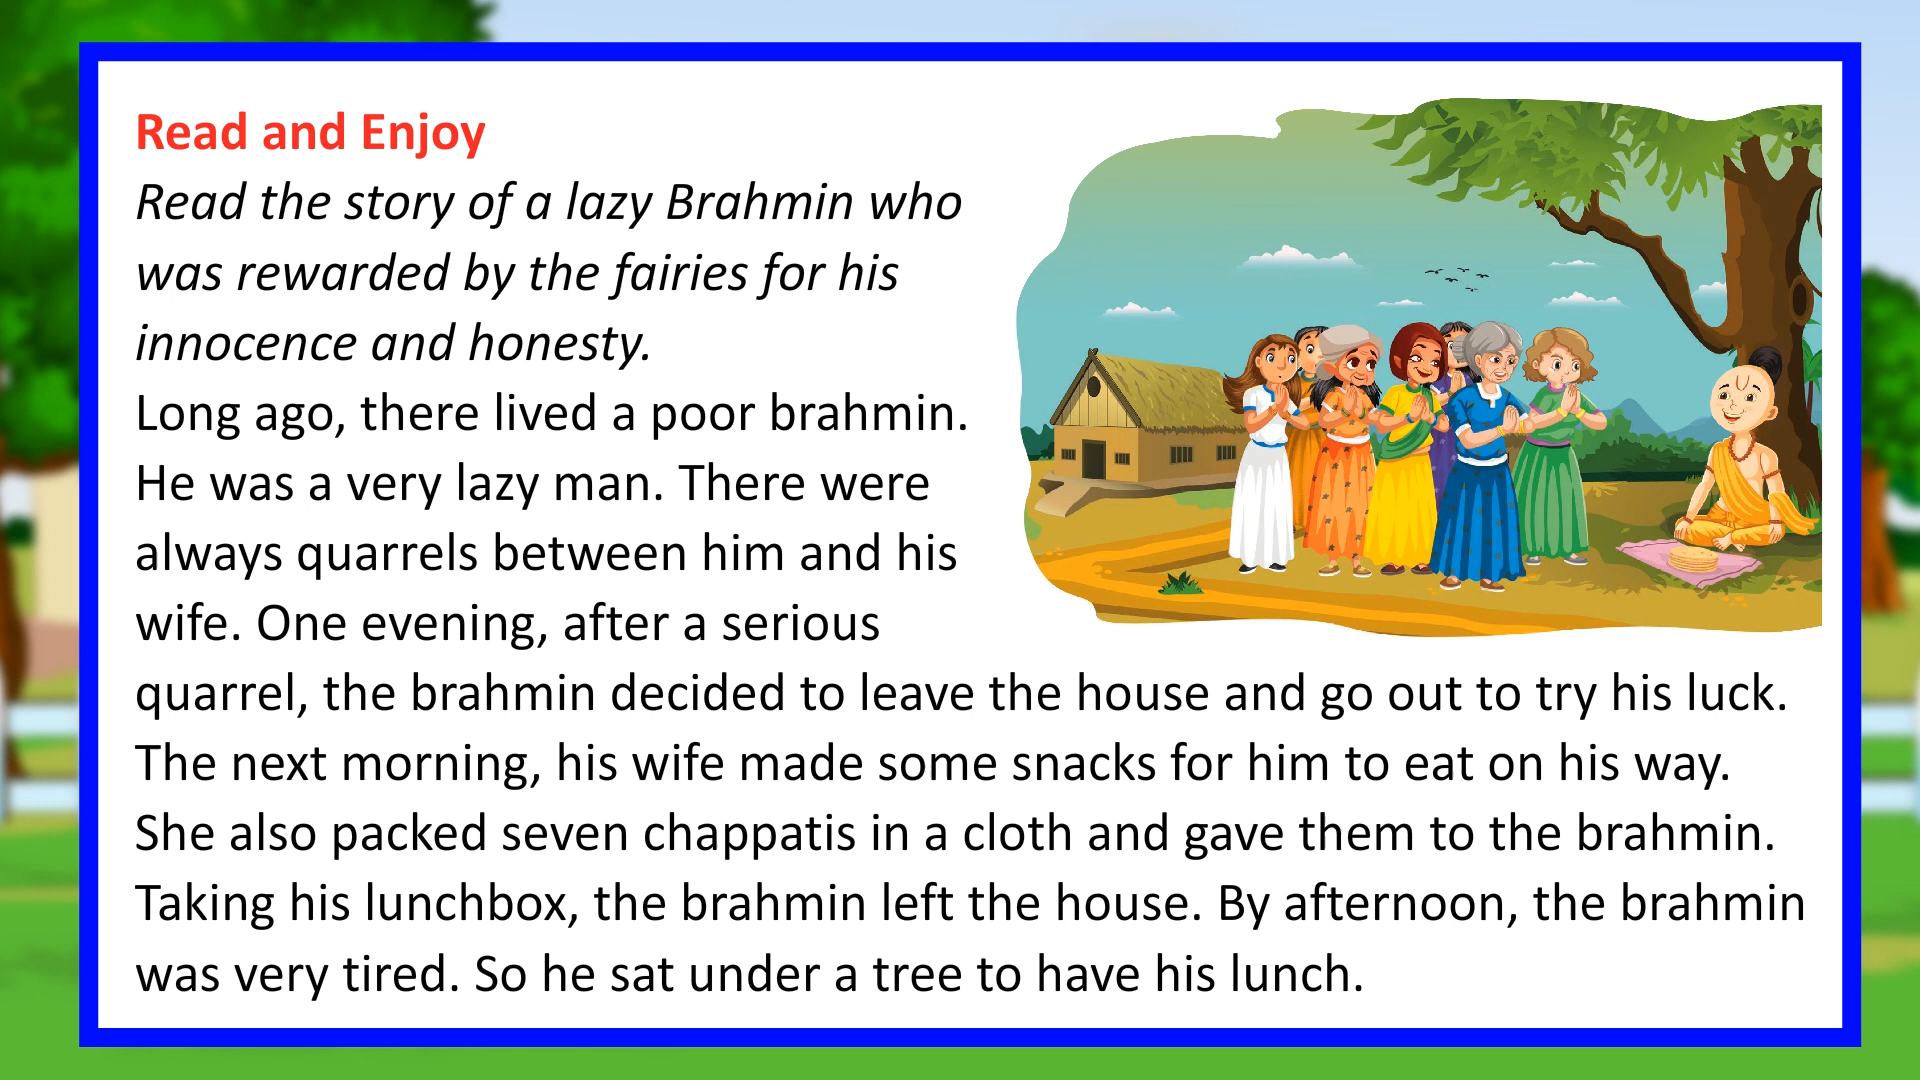 Read and Enjoy
Read the story of a lazy Brahmin who
was rewarded by the fairies for his
innocence and honesty.
Long ago, there lived a poor brahmin.
He was a very lazy man. There were
always quarrels between him and his
wife. One evening, after a serious
quarrel, the brahmin decided to leave the house and go out to try his luck.
The next morning, his wife made some snacks for him to eat on his way.
She also packed seven chappatis in a cloth and gave them to the brahmin.
Taking his lunchbox, the brahmin left the house. By afternoon, the brahmin
was very tired. So he sat under a tree to have his lunch.